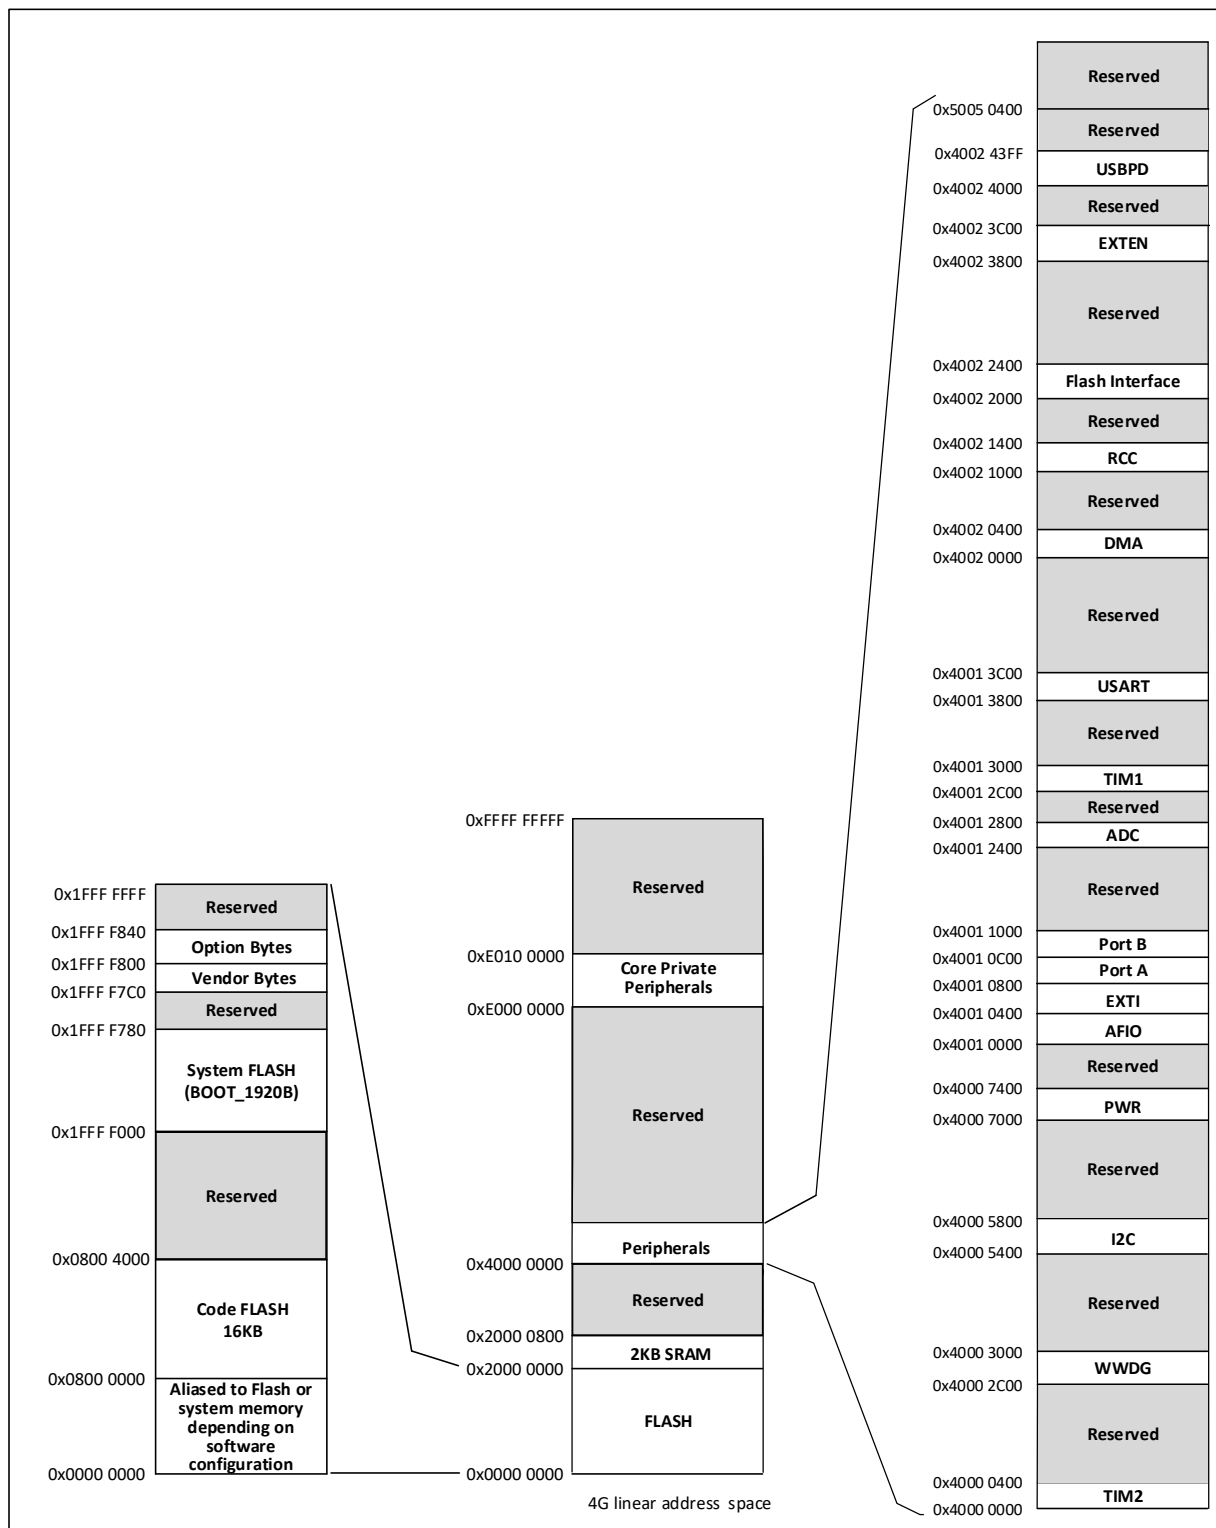 Reserved
0x5005 0400
Reserved
0x4002 43FF
USBPD
0x4002 4000
Reserved
0x4002 3C00
EXTEN
0x4002 3800
Reserved
0x4002 2400
Flash Interface
0x4002 2000
Reserved
0x4002 1400
RCC
0x4002 1000
Reserved
0x4002 0400
DMA
0x4002 0000
Reserved
0x4001 3C00
USART
0x4001 3800
Reserved
0x4001 3000
TIM1
0x4001 2C00
Reserved
0x4001 2800
ADC
0x4001 2400
Reserved
0x4001 1000
Port B
0x4001 0C00
Port A
0x4001 0800
EXTI
0x4001 0400
AFIO
0x4001 0000
Reserved
0x4000 7400
PWR
0x4000 7000
Reserved
0x4000 5800
I2C
0x4000 5400
Reserved
0x4000 3000
WWDG
0x4000 2C00
Reserved
0x4000 0400
TIM2
0x4000 0000
0xFFFF FFFFF
Reserved
0xE010 0000
Core Private
Peripherals
0xE000 0000
Reserved
Peripherals
0x4000 0000
Reserved
0x2000 0800
2KB SRAM
0x2000 0000
FLASH
0x0000 0000
4G linear address space
0x1FFF FFFF
Reserved
0x1FFF F840
Option Bytes
0x1FFF F800
Vendor Bytes
0x1FFF F7C0
Reserved
0x1FFF F780
System FLASH
(BOOT_1920B)
0x1FFF F000
Reserved
0x0800 4000
Code FLASH
16KB
0x0800 0000
Aliased to Flash or
system memory
depending on
software
configuration
0x0000 0000